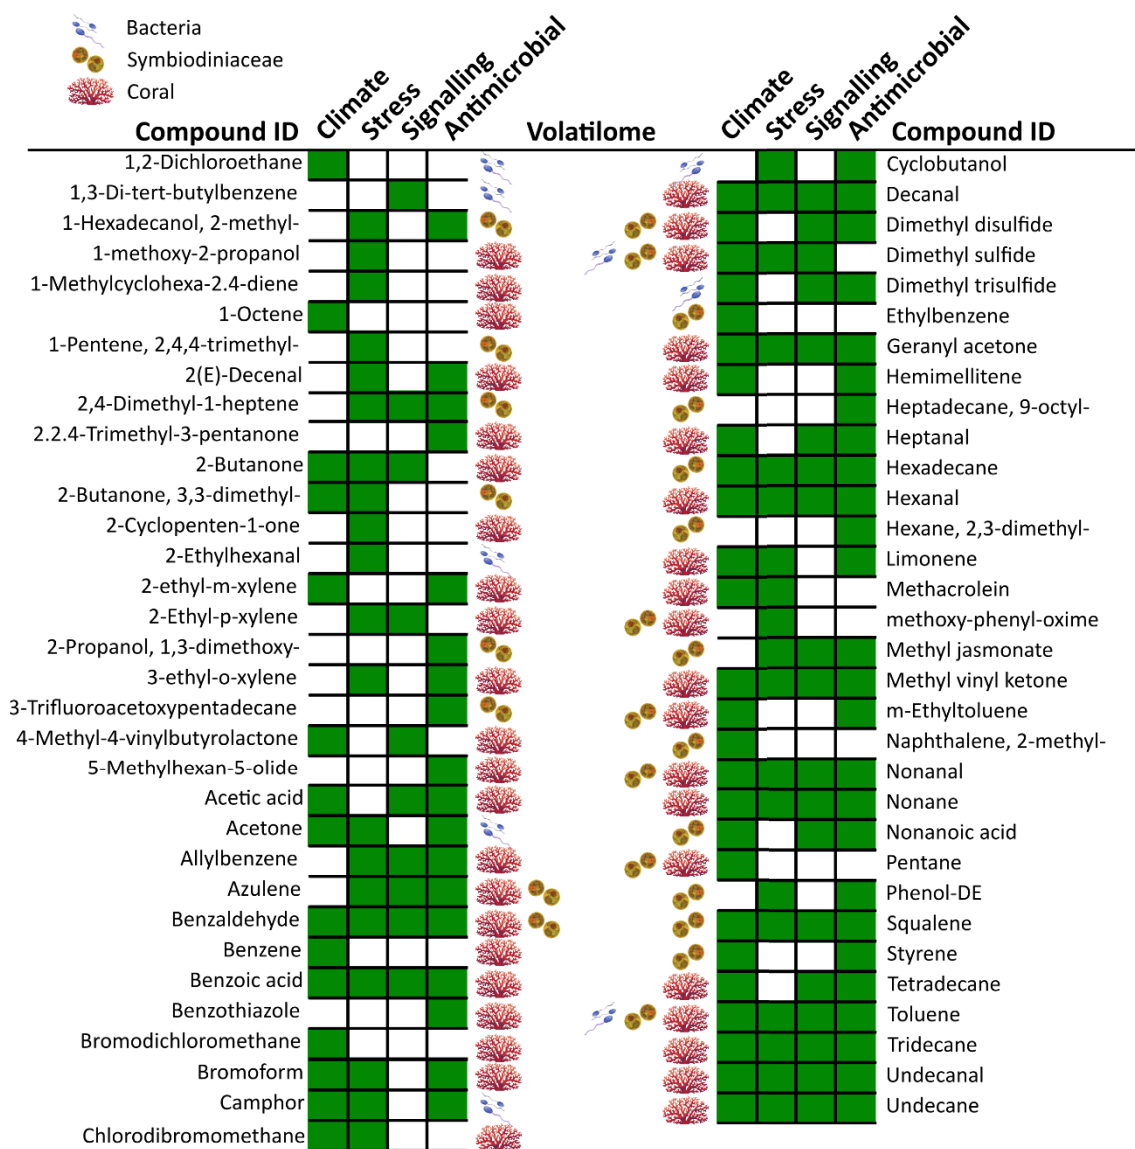 Bacteria
Symbiodiniaceae
Coral
Compound ID
Climate
Stress
Signalling
Antimicrobial
Volatilome
Climate
Stress
Signalling
Antimicrobial
Compound ID
1,2-Dichloroethane
1,3-Di-tert-butylbenzene
1-Hexadecanol, 2-methyl-
1-methoxy-2-propanol
1-Methylcyclohexa-2.4-diene
1-Octene
1-Pentene, 2,4,4-trimethyl-
2(E)-Decenal
2,4-Dimethyl-1-heptene
2.2.4-Trimethyl-3-pentanone
2-Butanone
2-Butanone, 3,3-dimethyl-
2-Cyclopenten-1-one
2-Ethylhexanal
2-ethyl-m-xylene
2-Ethyl-p-xylene
2-Propanol, 1,3-dimethoxy-
3-ethyl-o-xylene
3-Trifluoroacetoxypentadecane
4-Methyl-4-vinylbutyrolactone
5-Methylhexan-5-olide
Acetic acid
Acetone
Allylbenzene
Azulene
Benzaldehyde
Benzene
Benzoic acid
Benzothiazole
Bromodichloromethane
Bromoform
Camphor
Chlorodibromomethane
Cyclobutanol
Decanal
Dimethyl disulfide
Dimethyl sulfide
Dimethyl trisulfide
Ethylbenzene
Geranyl acetone
Hemimellitene
Heptadecane, 9-octyl-
Heptanal
Hexadecane
Hexanal
Hexane, 2,3-dimethyl-
Limonene
Methacrolein
methoxy-phenyl-oxime
Methyl jasmonate
Methyl vinyl ketone
m-Ethyltoluene
Naphthalene, 2-methyl-
Nonanal
Nonane
Nonanoic acid
Pentane
Phenol-DE
Squalene
Styrene
Tetradecane
Toluene
Tridecane
Undecanal
Undecane